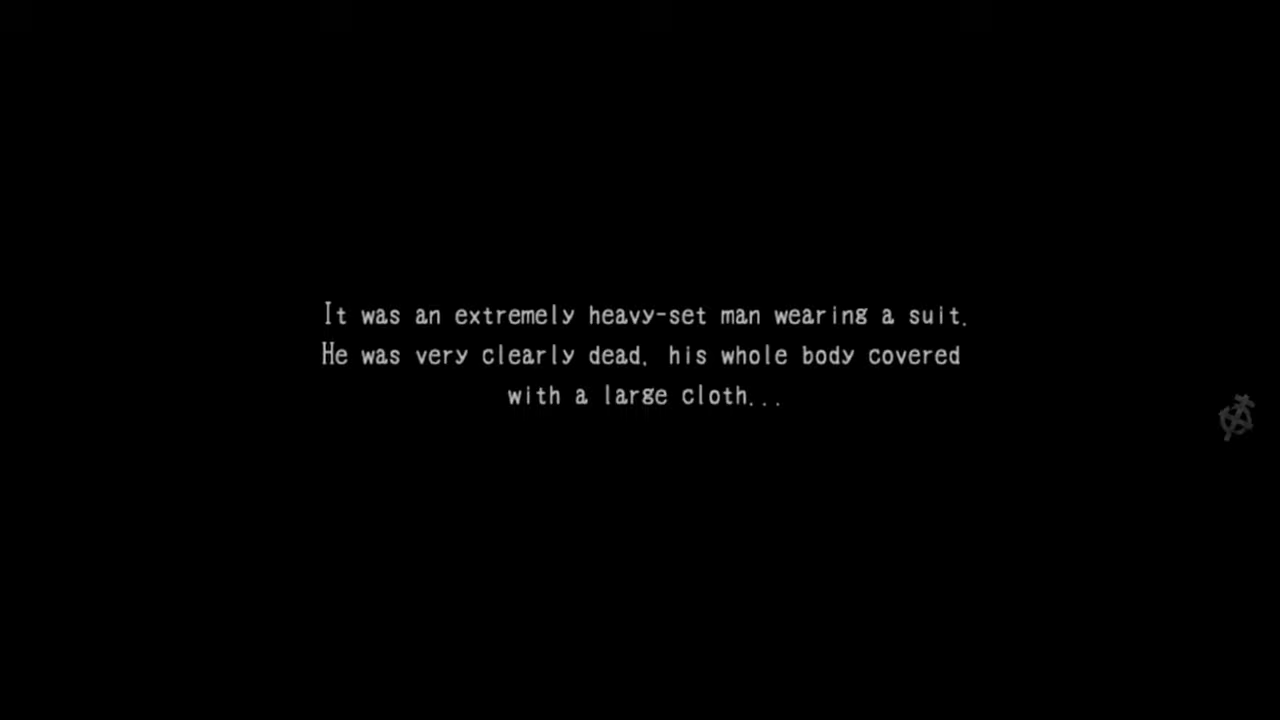 It was an extremely heavy-set man wearing a suit.
He was very clearly dead, his whole body covered
with a large cloth...